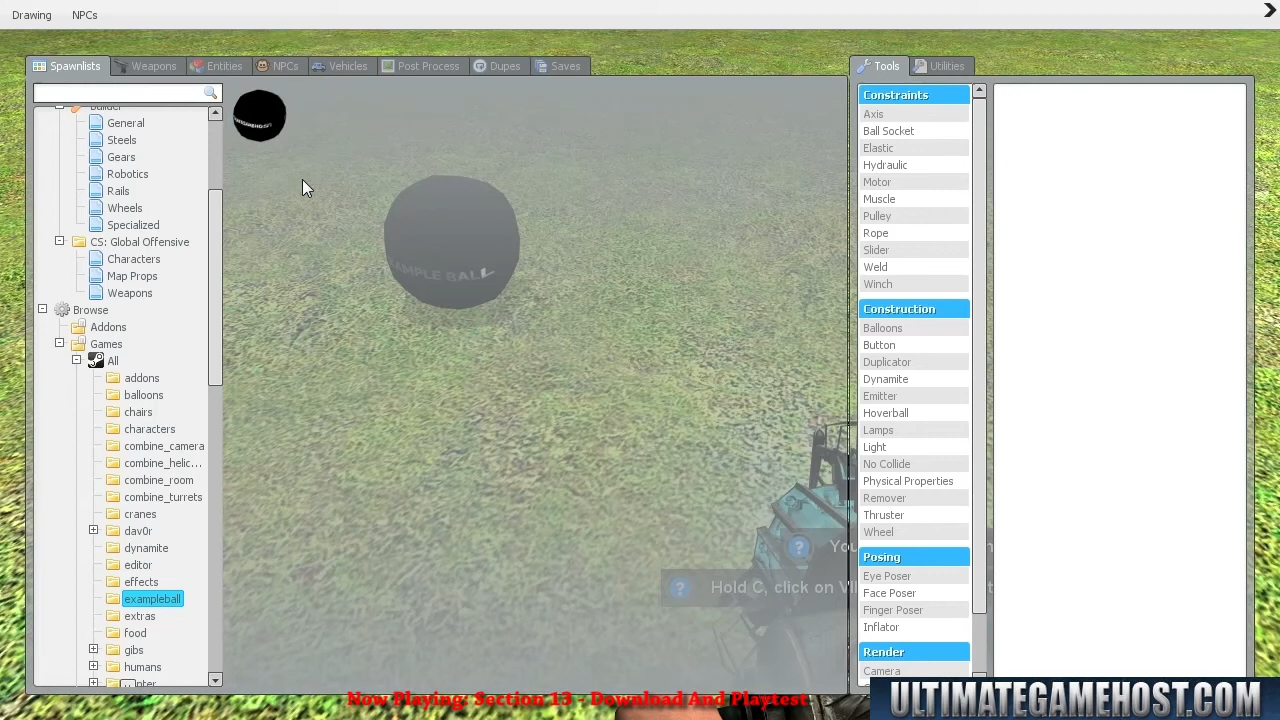 Drawing NPCs
Spawnlists Weapons Entities NPCs Vehicles Post Process Dupes Saves
Tools Utilities
General
Steels
Gears
Robotics
Rails
Wheels
Specialized
CS: Global Offensive
Characters
Map Props
Weapons
Browse
Addons
Games
All
addons
balloons
chairs
characters
combine_camera
combine_helic...
combine_room
combine_turrets
cranes
dav0r
dynamite
editor
effects
exampleball
extras
food
gibs
humans
AMPLE BALL
Constraints
Axis
Ball Socket
Elastic
Hydraulic
Motor
Muscle
Pulley
Rope
Slider
Weld
Winch
Construction
Balloons
Button
Duplicator
Dynamite
Emitter
Hoverball
Lamps
Light
No Collide
Physical Properties
Remover
Thruster
Wheel
Posing
Eye Poser
Face Poser
Finger Poser
Inflator
Render
Camera
Hold C, click on
Now Playing: Section 13 - Download And Playtest
ULTIMATEGAMEHOST.COM